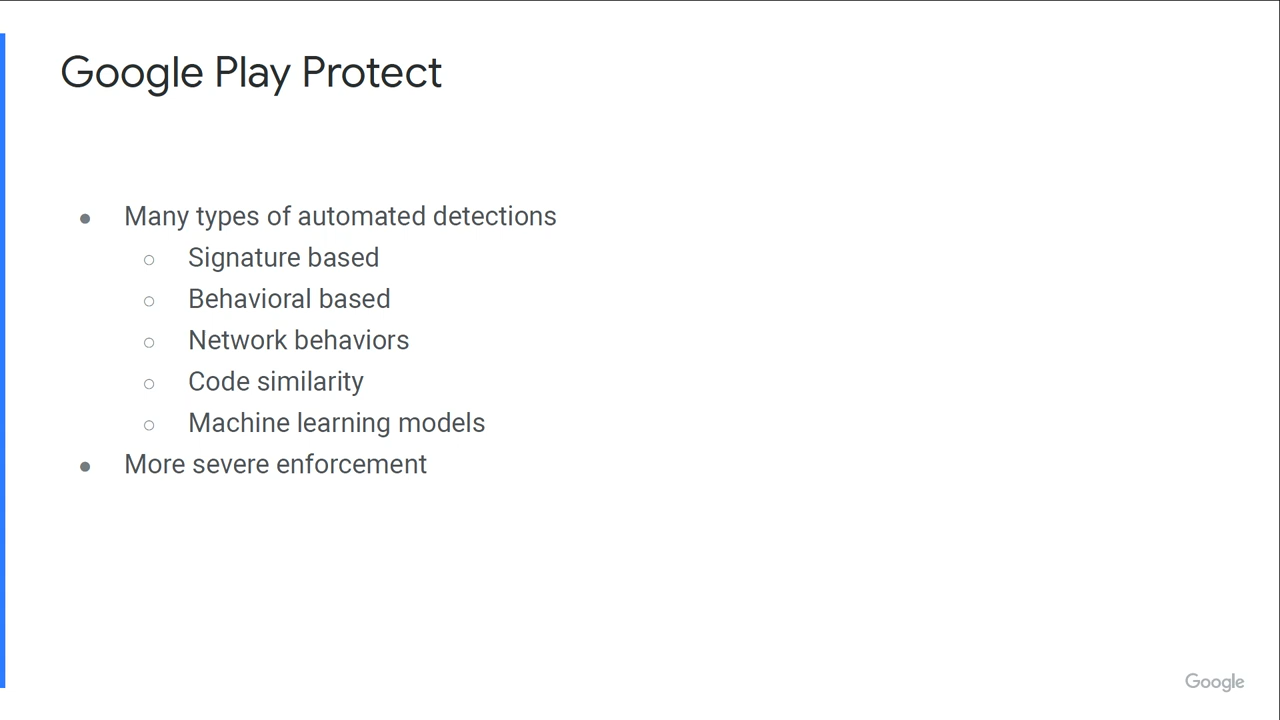 Google Play Protect
● Many types of automated detections
○ Signature based
○ Behavioral based
○ Network behaviors
○ Code similarity
○ Machine learning models
● More severe enforcement
Google